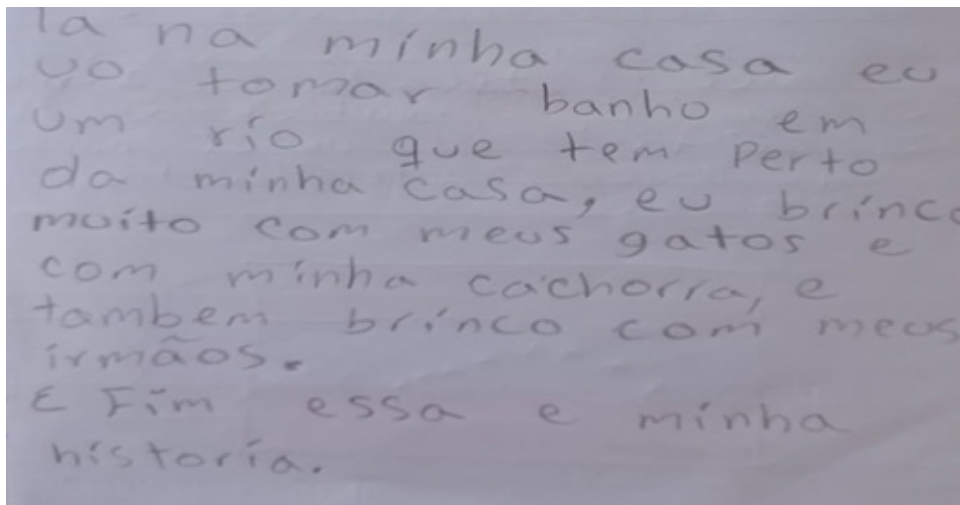 la na minha casa eu
vo tomar banho em
um rio que tem Perto
da minha casa, eu brinco
muito com meus gatos e
com minha cachorra, e
tambem brinco com meus
irmãos.
E Fim essa e minha
historia.